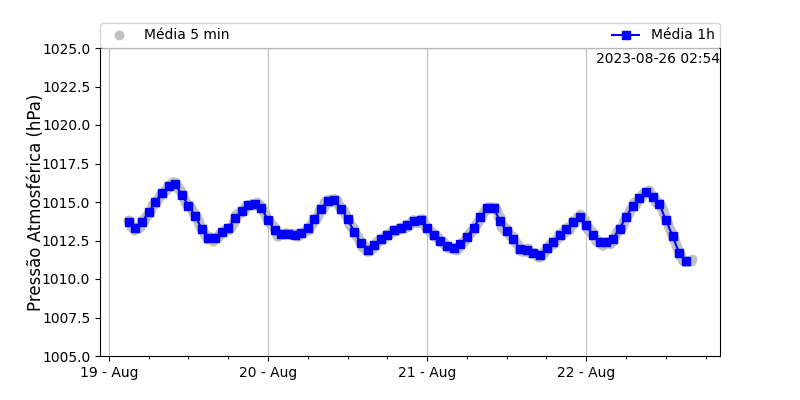 Média 5 min
Média 1h
2023-08-26 02:54
Pressão Atmosférica (hPa)
1025.0
1022.5
1020.0
1017.5
1015.0
1012.5
1010.0
1007.5
1005.0
19 - Aug
20 - Aug
21 - Aug
22 - Aug